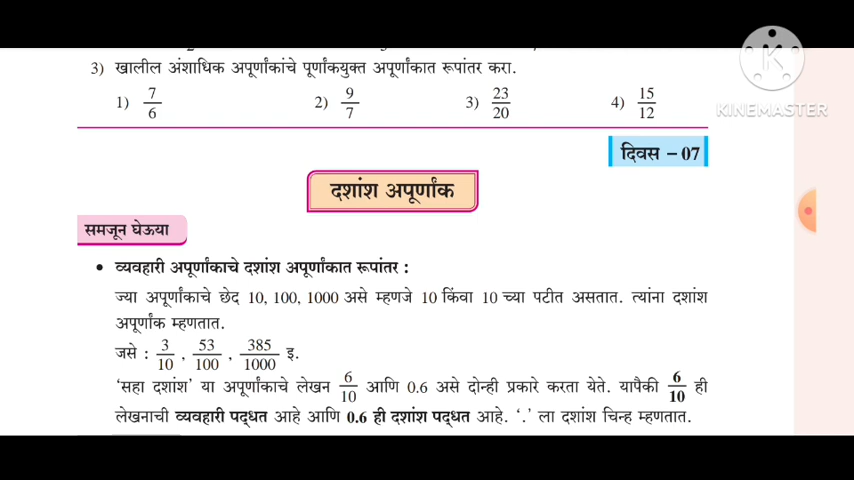 3) खालील अंशाधिक अपूर्णांकांचे पूर्णांकयुक्त अपूर्णांकात रूपांतर करा.
1) 7/6 2) 9/7 3) 23/20 4) 15/12
KINEMASTER
दिवस – 07
दशांश अपूर्णांक
समजून घेऊया
• व्यवहारी अपूर्णांकाचे दशांश अपूर्णांकात रूपांतर :
ज्या अपूर्णांकाचे छेद 10, 100, 1000 असे म्हणजे 10 किंवा 10 च्या पटीत असतात. त्यांना दशांश
अपूर्णांक म्हणतात.
जसे : 3/10 , 53/100 , 385/1000 इ.
‘सहा दशांश’ या अपूर्णांकाचे लेखन 6/10 आणि 0.6 असे दोन्ही प्रकारे करता येते. यापैकी 6/10 ही
लेखनाची व्यवहारी पद्धत आहे आणि 0.6 ही दशांश पद्धत आहे. ‘.’ ला दशांश चिन्ह म्हणतात.